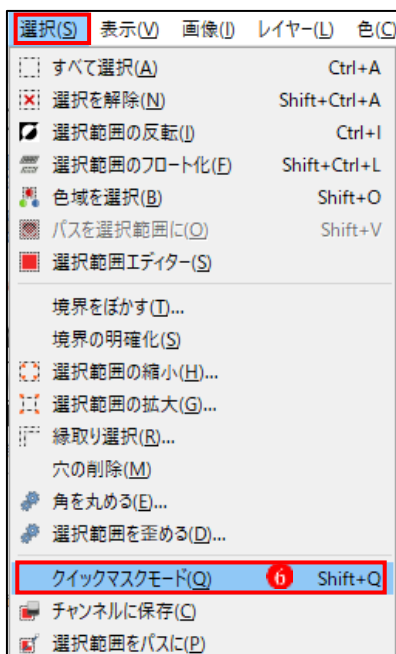 選択(S) 表示(V) 画像(I) レイヤー(L) 色(C)
すべて選択(A) Ctrl+A
選択を解除(N) Shift+Ctrl+A
選択範囲の反転(I) Ctrl+I
選択範囲のフロート化(F) Shift+Ctrl+L
色域を選択(B) Shift+O
パスを選択範囲に(O) Shift+V
選択範囲エディター(S)
境界をぼかす(T)...
境界の明確化(S)
選択範囲の縮小(H)...
選択範囲の拡大(G)...
縁取り選択(R)...
穴の削除(M)
角を丸める(E)...
選択範囲を歪める(D)...
クイックマスクモード(Q) 6 Shift+Q
チャンネルに保存(C)
選択範囲をパスに(P)